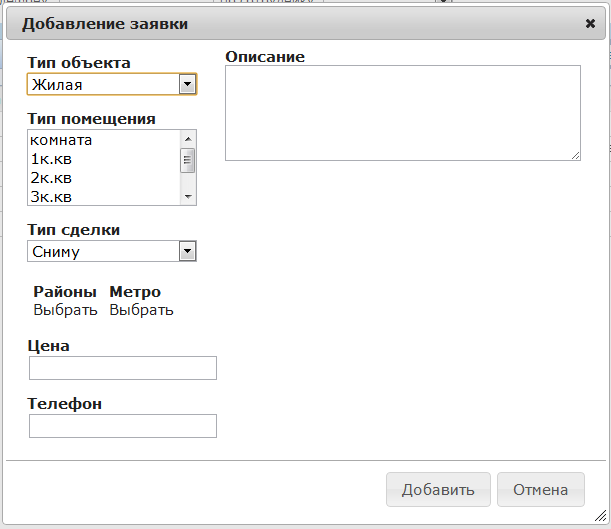 Добавление заявки
Тип объекта
Жилая
Тип помещения
комната
1к.кв
2к.кв
3к.кв
Тип сделки
Сниму
Районы Метро
Выбрать Выбрать
Цена
Телефон
Описание
Добавить Отмена